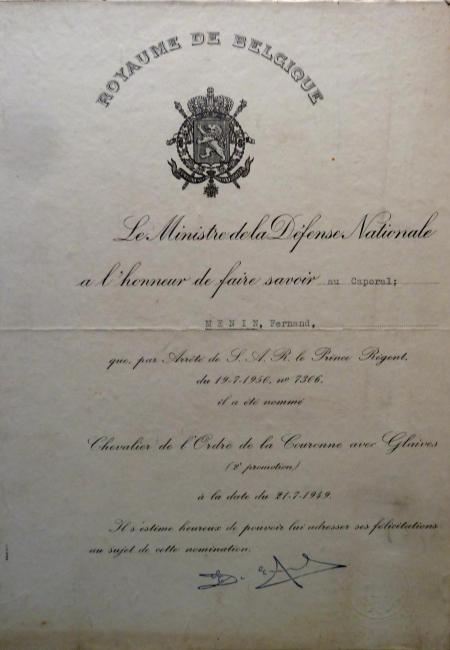 ROYAUME DE BELGIQUE
Le Ministre de la Défense Nationale
a l'honneur de faire savoir au Caporal;
MENIN, Fernand,
que, par Arrêté de S. A. R. le Prince Régent,
du 19-7-1950, nº 7306,
il a été nommé
Chevalier de l'Ordre de la Couronne avec Glaives
(2e promotion)
à la date du 21-7-1949.
Il s'estime heureux de pouvoir lui adresser ses félicitations
au sujet de cette nomination.